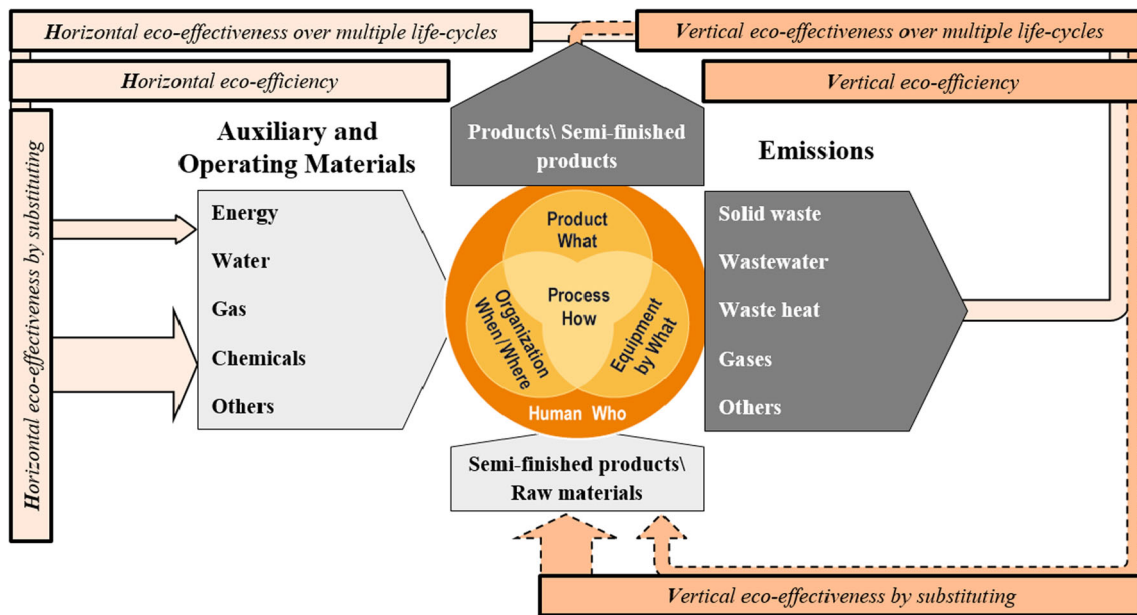 Horizontal eco-effectiveness over multiple life-cycles
Vertical eco-effectiveness over multiple life-cycles
Horizontal eco-efficiency
Vertical eco-efficiency
Horizontal eco-effectiveness by substituting
Auxiliary and
Operating Materials
Energy
Water
Gas
Chemicals
Others
Products\ Semi-finished
products
Product
What
Process
How
Organization
When/Where
Equipment
by What
Human Who
Semi-finished products\
Raw materials
Emissions
Solid waste
Wastewater
Waste heat
Gases
Others
Vertical eco-effectiveness by substituting